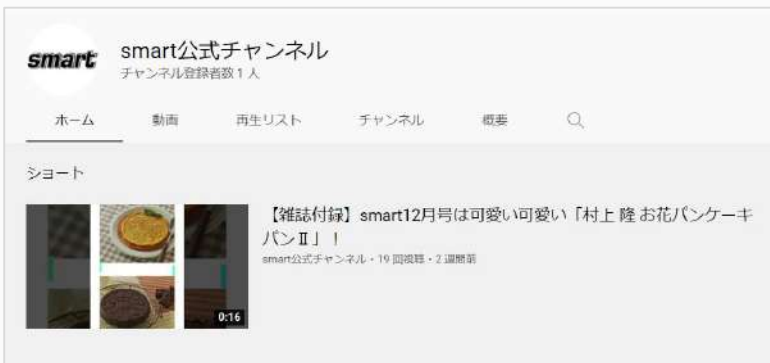 smart
smart公式チャンネル
チャンネル登録者数 1 人
ホーム 動画 再生リスト チャンネル 概要
ショート
【雑誌付録】smart12月号は可愛い可愛い「村上 隆 お花パンケーキ
パンⅡ」!
smart公式チャンネル・19 回視聴・2 週間前
0:16